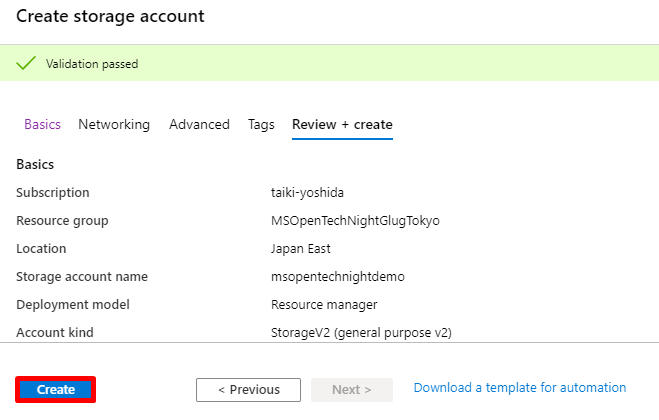 Create storage account
Validation passed
Basics Networking Advanced Tags Review + create
Basics
Subscription taiki-yoshida
Resource group MSOpenTechNightGlugTokyo
Location Japan East
Storage account name msopentechnightdemo
Deployment model Resource manager
Account kind StorageV2 (general purpose v2)
Create < Previous Next > Download a template for automation